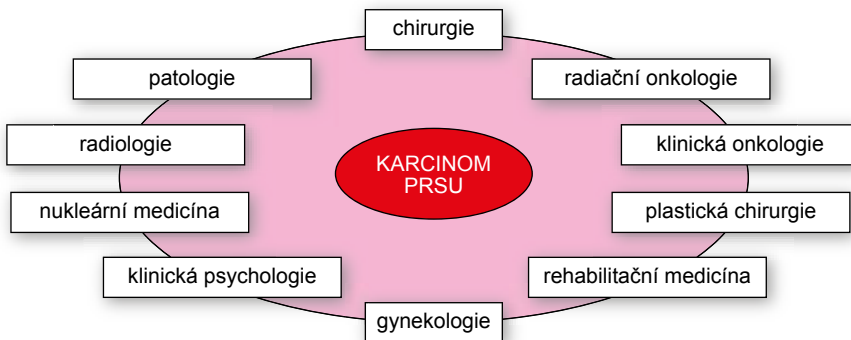 chirurgie
patologie
radiační onkologie
radiologie
klinická onkologie
KARCINOM
PRSU
nukleární medicína
plastická chirurgie
klinická psychologie
rehabilitační medicína
gynekologie